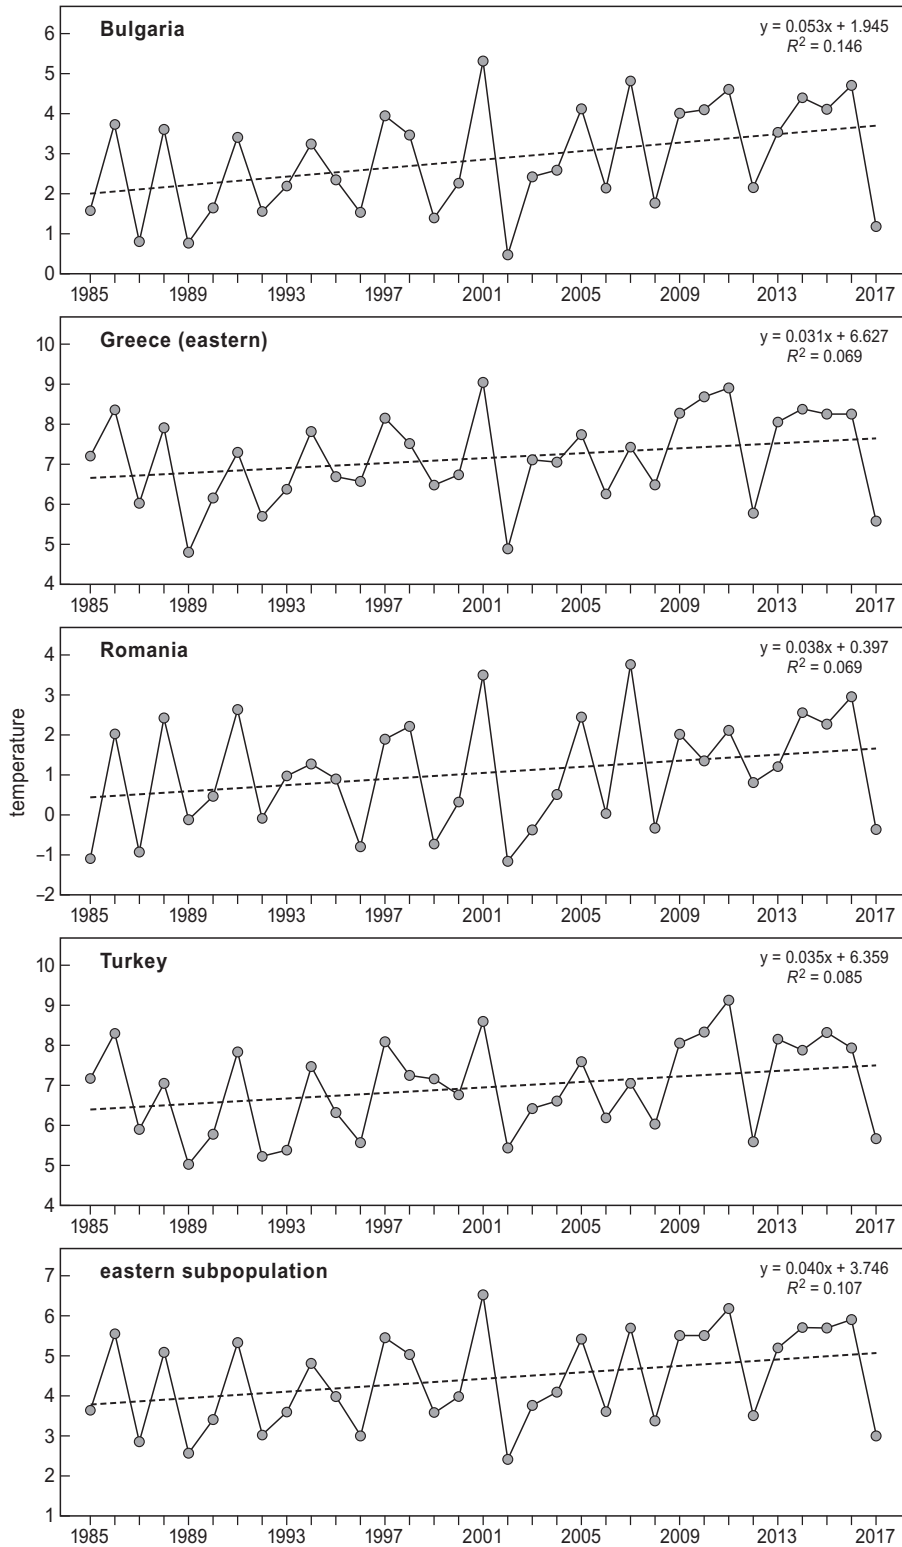 Bulgaria
y = 0.053x + 1.945
R2 = 0.146
6
5
4
3
2
1
0
1985 1989 1993 1997 2001 2005 2009 2013 2017
Greece (eastern)
y = 0.031x + 6.627
R2 = 0.069
10
9
8
7
6
5
4
1985 1989 1993 1997 2001 2005 2009 2013 2017
temperature
Romania
y = 0.038x + 0.397
R2 = 0.069
4
3
2
1
0
–1
–2
1985 1989 1993 1997 2001 2005 2009 2013 2017
Turkey
y = 0.035x + 6.359
R2 = 0.085
10
9
8
7
6
5
4
1985 1989 1993 1997 2001 2005 2009 2013 2017
eastern subpopulation
y = 0.040x + 3.746
R2 = 0.107
7
6
5
4
3
2
1
1985 1989 1993 1997 2001 2005 2009 2013 2017